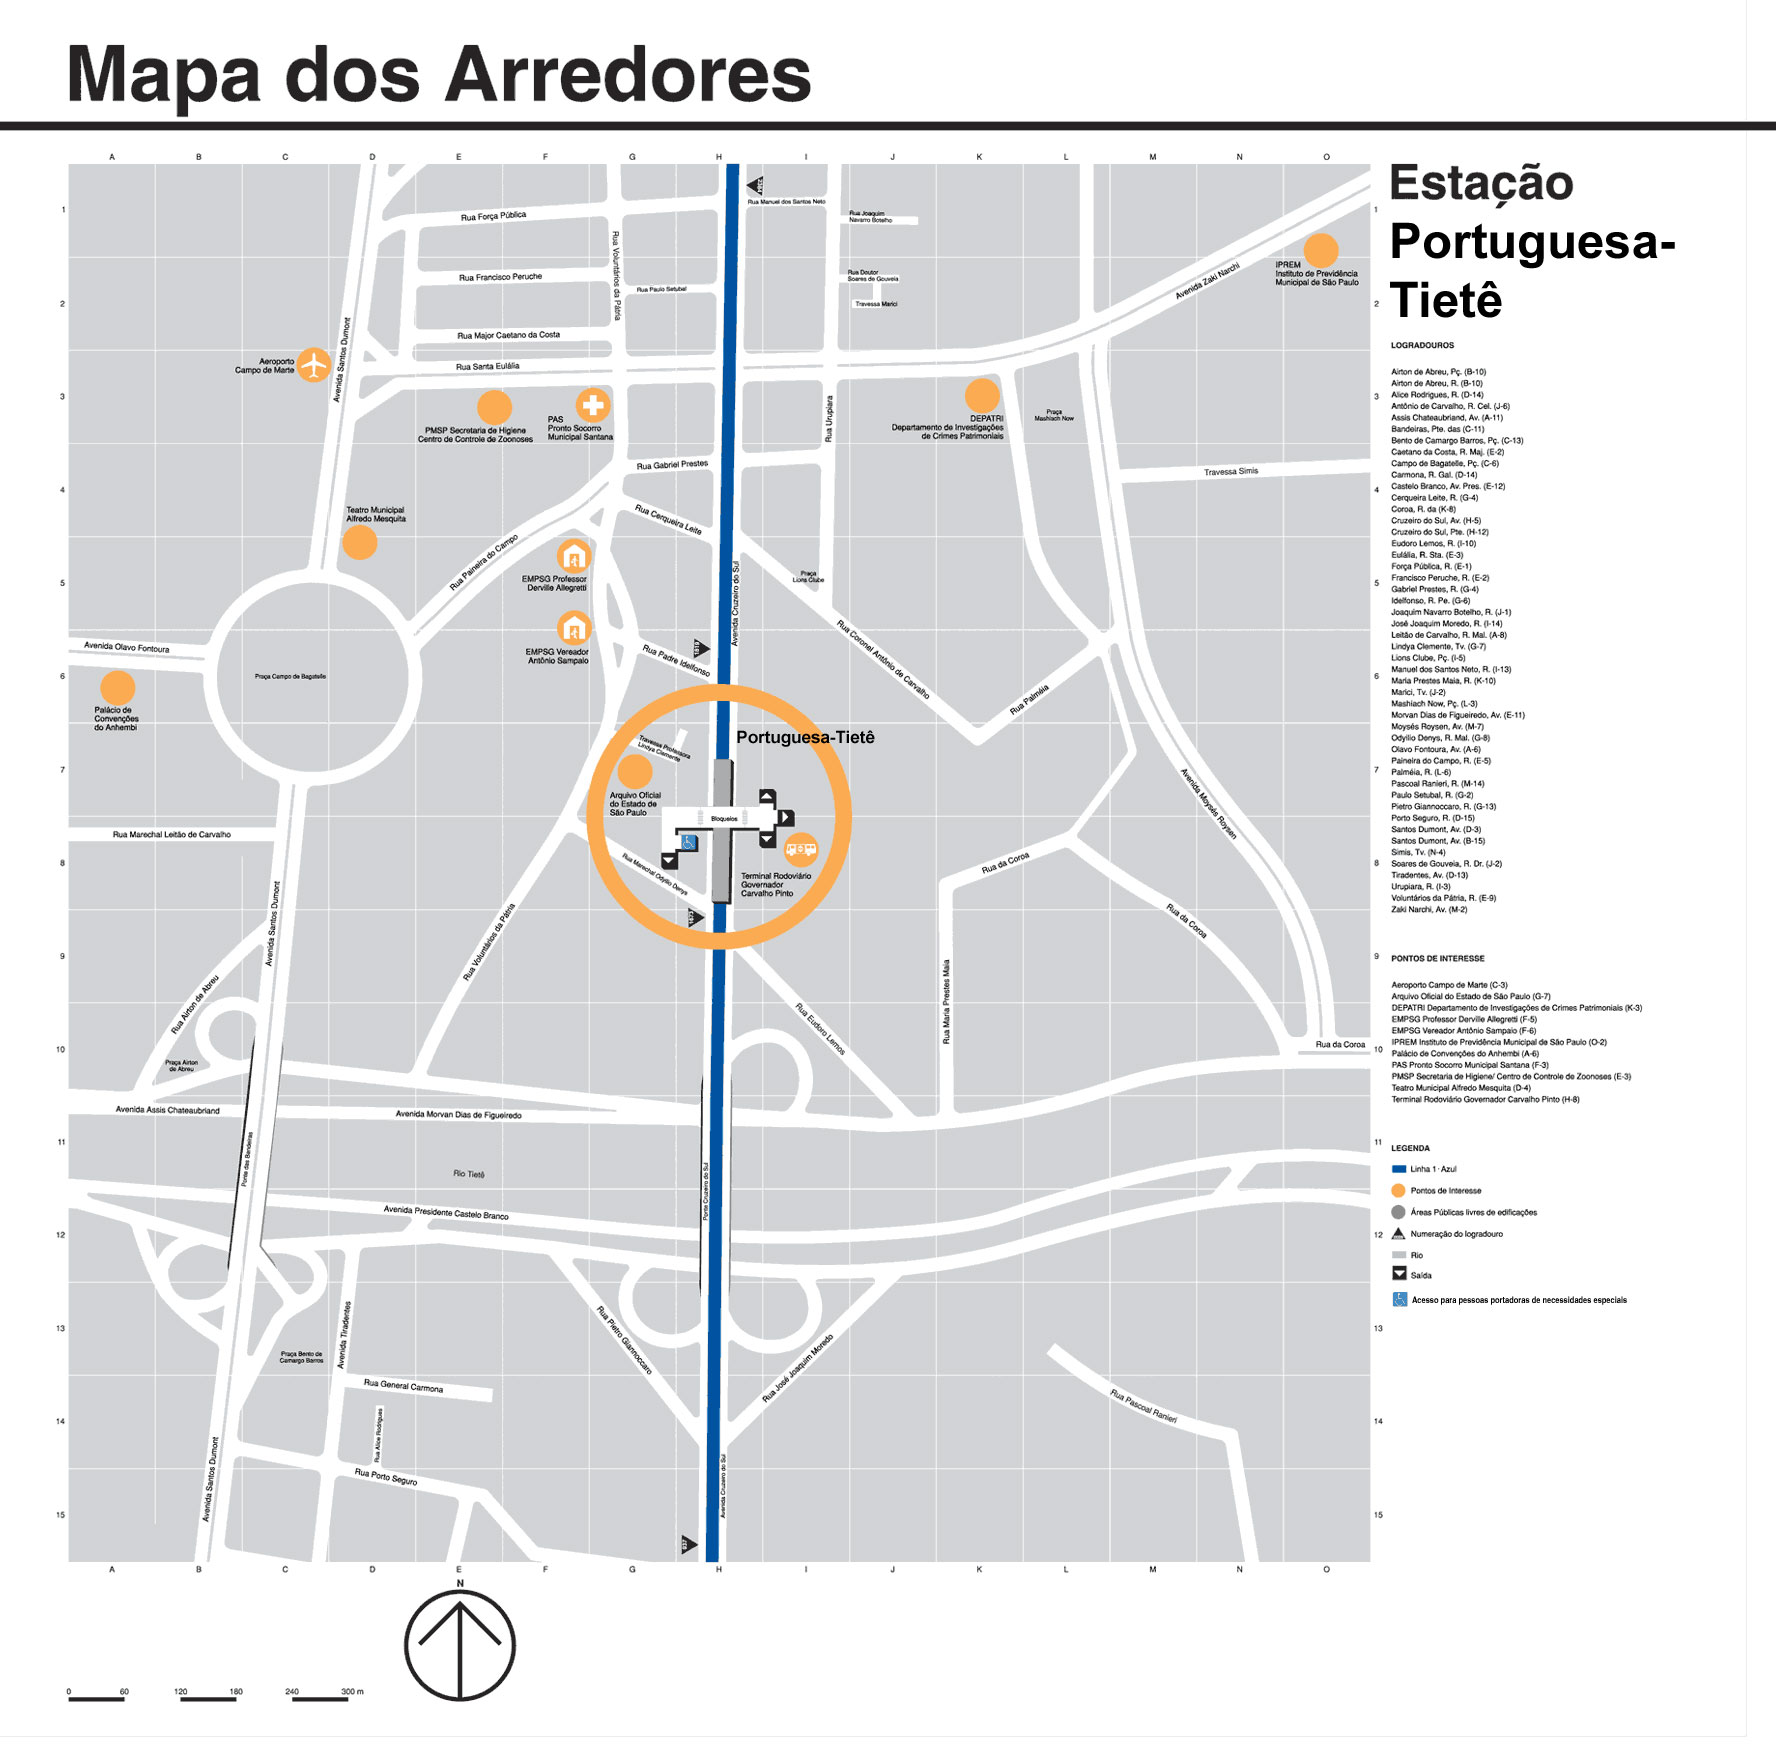 Mapa dos Arredores
Estação
Portuguesa-
Tietê
A B C D E F G H I J K L M N O
1
2
3
4
5
6
7
8
9
10
11
12
13
14
15
1
2
3
4
5
6
7
8
9
10
11
12
13
14
15
Rua Força Pública
Rua Manuel dos Santos Neto
Rua Joaquim
Navarro Botelho
Rua Francisco Peruche
Rua Voluntários da Pátria
Rua Paulo Setubal
Rua Doutor
Soares de Gouveia
Travessa Marici
Avenida Zaki Narchi
IPREM
Instituto de Previdência
Municipal de São Paulo
Rua Major Caetano da Costa
Avenida Santos Dumont
Aeroporto
Campo de Marte
Rua Santa Eulália
PMSP Secretaria de Higiene
Centro de Controle de Zoonoses
PAS
Pronto Socorro
Municipal Santana
Rua Urupiara
DEPATRI
Departamento de Investigações
de Crimes Patrimoniais
Praça
Mashiach Now
Rua Gabriel Prestes
Travessa Simis
Teatro Municipal
Alfredo Mesquita
Rua Cerqueira Leite
Rua Paineira do Campo
EMPSG Professor
Derville Allegretti
Avenida Cruzeiro do Sul
Praça
Lions Clube
EMPSG Vereador
Antônio Sampaio
Rua Padre Idelfonso
Rua Coronel Antônio de Carvalho
Rua Palméia
Avenida Olavo Fontoura
Praça Campo de Bagatelle
Palácio de
Convenções
do Anhembi
Travessa Professora
Lindya Clemente
Portuguesa-Tietê
Arquivo Oficial
do Estado de
São Paulo
Bloqueios
Avenida Moysés Roysen
Rua Marechal Leitão de Carvalho
Rua Marechal Odyllio Denys
Terminal Rodoviário
Governador
Carvalho Pinto
Rua da Coroa
Rua da Coroa
Avenida Santos Dumont
Rua Voluntários da Pátria
Rua Airton de Abreu
Rua Eudoro Lemos
Rua Maria Prestes Maia
Rua da Coroa
Praça Airton
de Abreu
Avenida Assis Chateaubriand
Avenida Morvan Dias de Figueiredo
Ponte das Bandeiras
Rio Tietê
Ponte Cruzeiro do Sul
Avenida Presidente Castelo Branco
Rua Pietro Giannoccaro
Rua José Joaquim Moredo
Avenida Tiradentes
Praça Bento de
Camargo Barros
Rua General Carmona
Rua Alice Rodrigues
Rua Pascoal Ranieri
Avenida Santos Dumont
Rua Porto Seguro
Avenida Cruzeiro do Sul
A B C D E F G H I J K L M N O
N
0 60 120 180 240 300 m
LOGRADOUROS
Airton de Abreu, Pç. (B-10)
Airton de Abreu, R. (B-10)
Alice Rodrigues, R. (D-14)
Antônio de Carvalho, R. Cel. (J-6)
Assis Chateaubriand, Av. (A-11)
Bandeiras, Pte. das (C-11)
Bento de Camargo Barros, Pç. (C-13)
Caetano da Costa, R. Maj. (E-2)
Campo de Bagatelle, Pç. (C-6)
Carmona, R. Gal. (D-14)
Castelo Branco, Av. Pres. (E-12)
Cerqueira Leite, R. (G-4)
Coroa, R. da (K-8)
Cruzeiro do Sul, Av. (H-5)
Cruzeiro do Sul, Pte. (H-12)
Eudoro Lemos, R. (I-10)
Eulália, R. Sta. (E-3)
Força Pública, R. (E-1)
Francisco Peruche, R. (E-2)
Gabriel Prestes, R. (G-4)
Idelfonso, R. Pe. (G-6)
Joaquim Navarro Botelho, R. (J-1)
José Joaquim Moredo, R. (I-14)
Leitão de Carvalho, R. Mal. (A-8)
Lindya Clemente, Tv. (G-7)
Lions Clube, Pç. (I-5)
Manuel dos Santos Neto, R. (I-13)
Maria Prestes Maia, R. (K-10)
Marici, Tv. (J-2)
Mashiach Now, Pç. (L-3)
Morvan Dias de Figueiredo, Av. (E-11)
Moysés Roysen, Av. (M-7)
Odyllio Denys, R. Mal. (G-8)
Olavo Fontoura, Av. (A-6)
Paineira do Campo, R. (E-5)
Palméia, R. (L-6)
Pascoal Ranieri, R. (M-14)
Paulo Setubal, R. (G-2)
Pietro Giannoccaro, R. (G-13)
Porto Seguro, R. (D-15)
Santos Dumont, Av. (D-3)
Santos Dumont, Av. (B-15)
Simis, Tv. (N-4)
Soares de Gouveia, R. Dr. (J-2)
Tiradentes, Av. (D-13)
Urupiara, R. (I-3)
Voluntários da Pátria, R. (E-9)
Zaki Narchi, Av. (M-2)
PONTOS DE INTERESSE
Aeroporto Campo de Marte (C-3)
Arquivo Oficial do Estado de São Paulo (G-7)
DEPATRI Departamento de Investigações de Crimes Patrimoniais (K-3)
EMPSG Professor Derville Allegretti (F-5)
EMPSG Vereador Antônio Sampaio (F-6)
IPREM Instituto de Previdência Municipal de São Paulo (O-2)
Palácio de Convenções do Anhembi (A-6)
PAS Pronto Socorro Municipal Santana (F-3)
PMSP Secretaria de Higiene/ Centro de Controle de Zoonoses (E-3)
Teatro Municipal Alfredo Mesquita (D-4)
Terminal Rodoviário Governador Carvalho Pinto (H-8)
LEGENDA
Linha 1 - Azul
Pontos de Interesse
Áreas Públicas livres de edificações
Numeração do logradouro
Rio
Saída
Acesso para pessoas portadoras de necessidades especiais